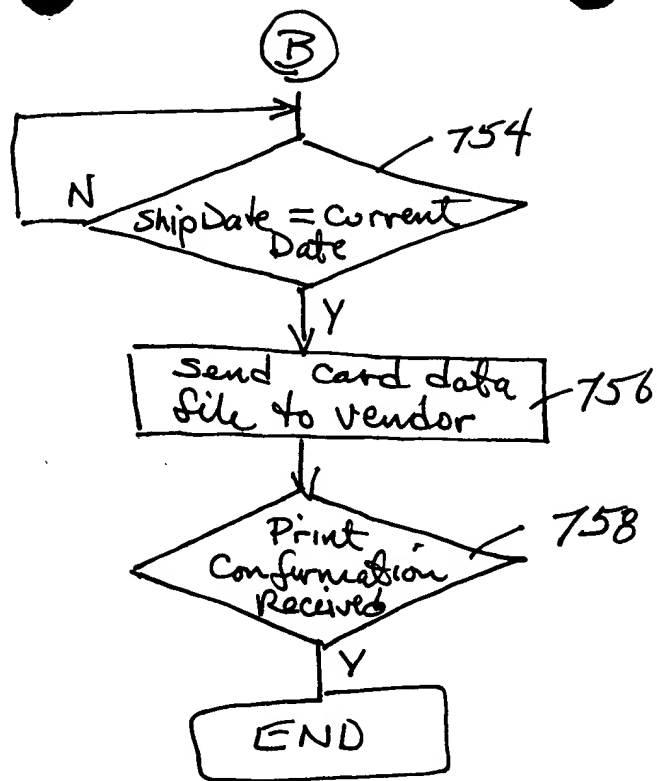 B
754
N
ShipDate = Current
Date
Y
Send card data
file to vendor
756
Print
Confirmation
Received
758
Y
END